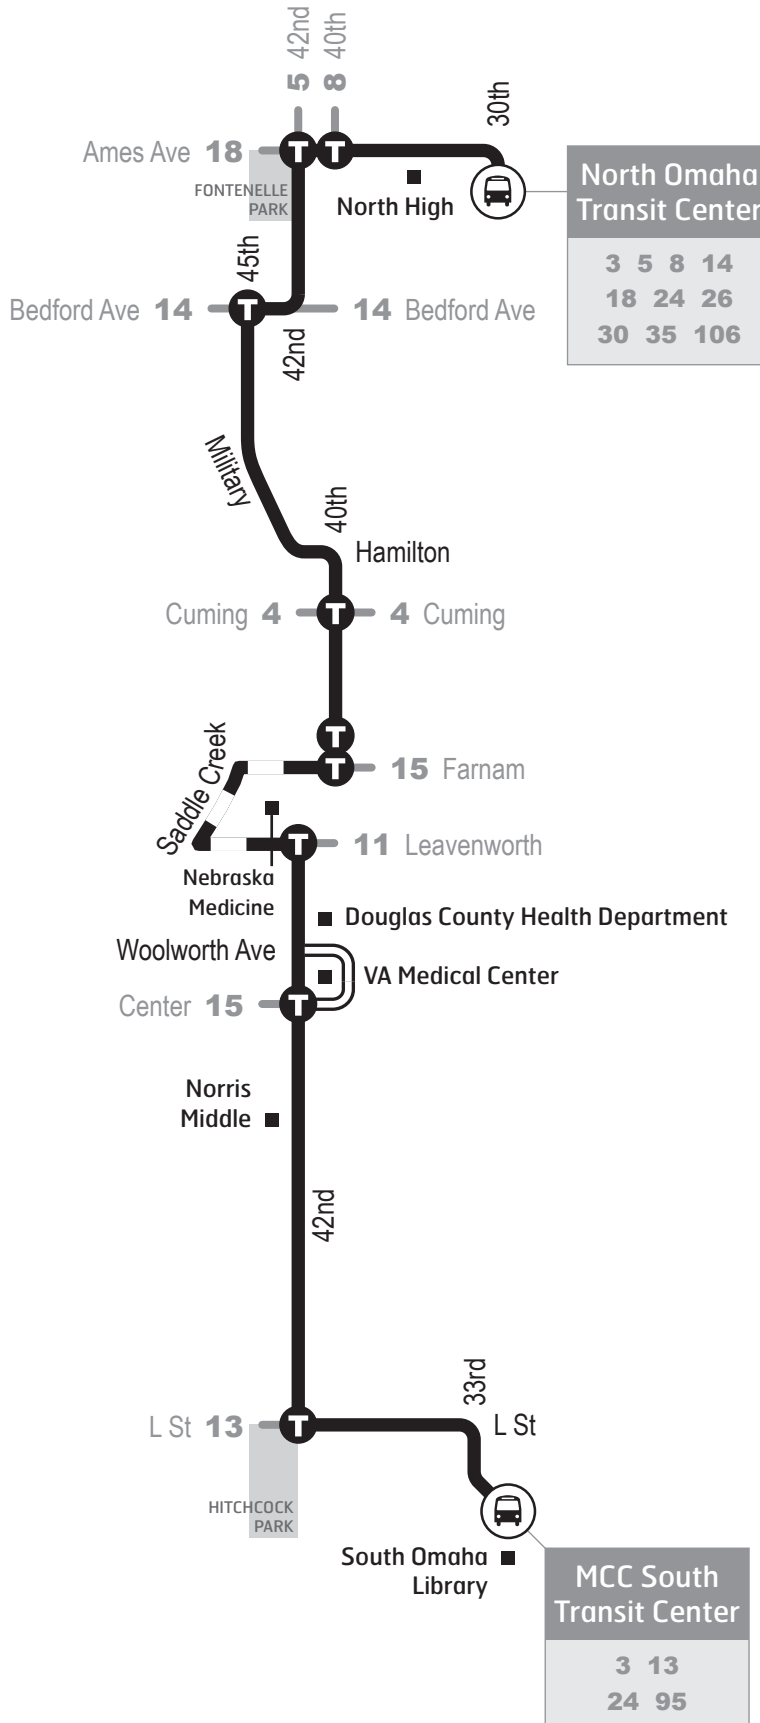 5 42nd
8 40th
30th
Ames Ave 18
T T
FONTENELLE
PARK
North High
North Omaha
Transit Center
3 5 8 14
18 24 26
30 35 106
45th
Bedford Ave 14
T
14 Bedford Ave
42nd
Military
40th
Hamilton
Cuming 4
T
4 Cuming
T
T
15 Farnam
Saddle Creek
T
11 Leavenworth
Nebraska
Medicine
Douglas County Health Department
Woolworth Ave
VA Medical Center
Center 15
T
Norris
Middle
42nd
33rd
L St 13
T
L St
HITCHCOCK
PARK
South Omaha
Library
MCC South
Transit Center
3 13
24 95